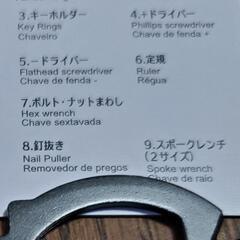 3.キーホルダー
Key Rings
Chaveiro
4.+ドライバー
Phillips screwdriver
Chave de fenda +
5.-ドライバー
Flathead screwdriver
Chave de fenda -
6.定規
Ruler
Régua
7.ボルト・ナットまわし
Hex wrench
Chave sextavada
8.釘抜き
Nail Puller
Removedor de pregos
9.スポークレンチ
(2サイズ)
Spoke wrench
Chave de raio